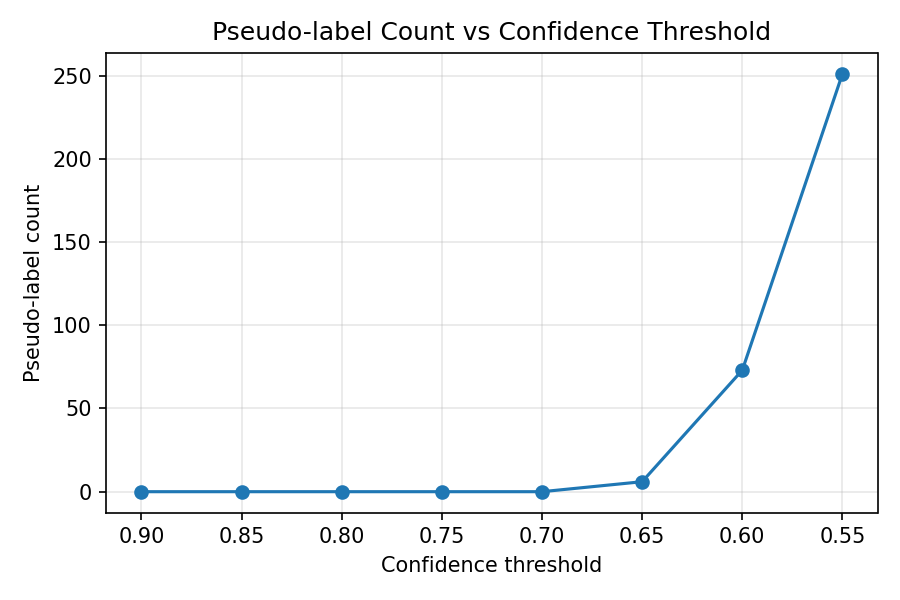 Pseudo-label Count vs Confidence Threshold
Pseudo-label count
250
200
150
100
50
0
0.90 0.85 0.80 0.75 0.70 0.65 0.60 0.55
Confidence threshold